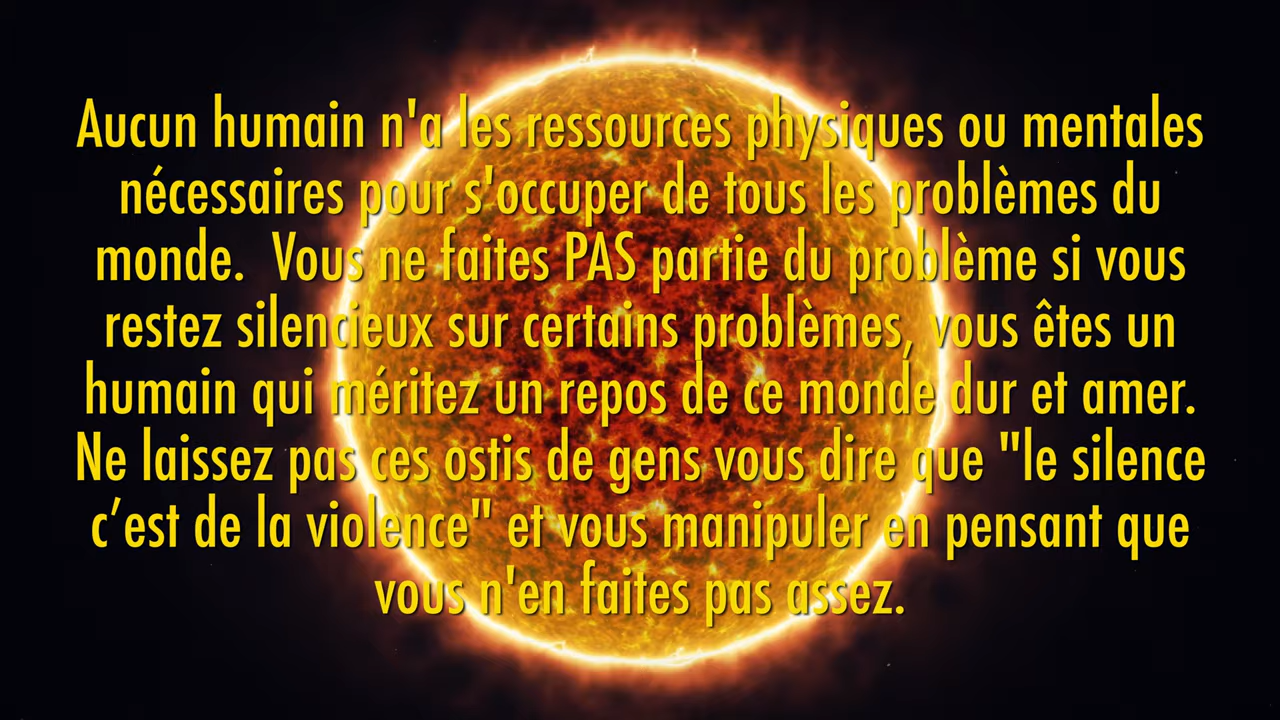 Aucun humain n'a les ressources physiques ou mentales
nécessaires pour s'occuper de tous les problèmes du
monde.  Vous ne faites PAS partie du problème si vous
restez silencieux sur certains problèmes, vous êtes un
humain qui méritez un repos de ce monde dur et amer.
Ne laissez pas ces ostis de gens vous dire que "le silence
c’est de la violence" et vous manipuler en pensant que
vous n'en faites pas assez.